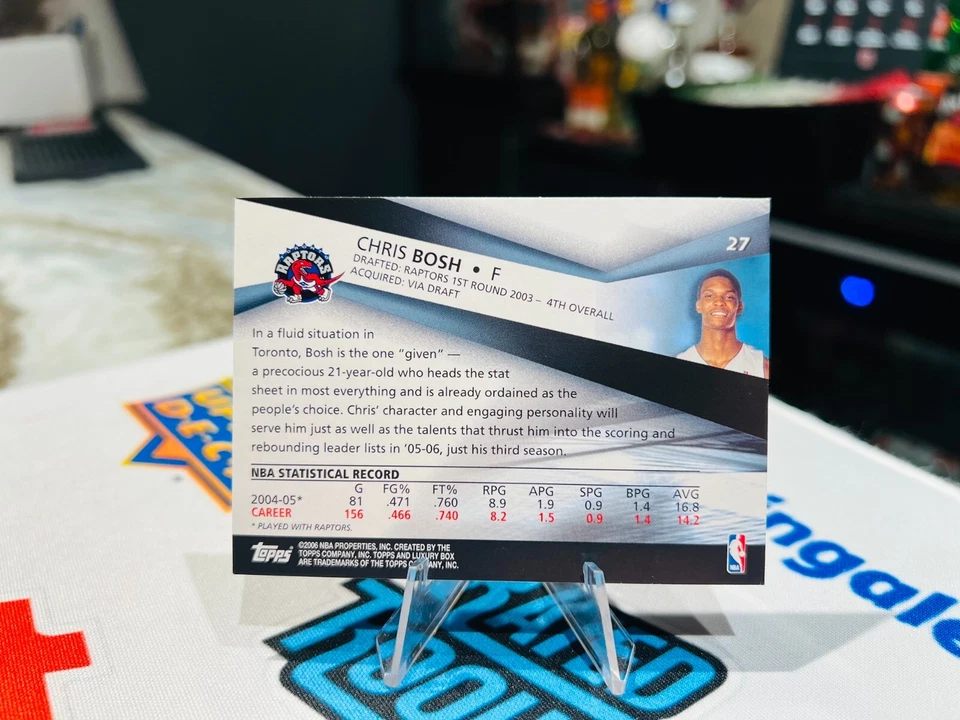 27
RAPTORS
CHRIS BOSH • F
DRAFTED: RAPTORS 1ST ROUND 2003 – 4TH OVERALL
ACQUIRED: VIA DRAFT
In a fluid situation in
Toronto, Bosh is the one “given” —
a precocious 21-year-old who heads the stat
sheet in most everything and is already ordained as the
people’s choice. Chris’ character and engaging personality will
serve him just as well as the talents that thrust him into the scoring and
rebounding leader lists in ’05-06, just his third season.
NBA STATISTICAL RECORD
G FG% FT% RPG APG SPG BPG AVG
2004-05* 81 .471 .760 8.9 1.9 0.9 1.4 16.8
CAREER 156 .466 .740 8.2 1.5 0.9 1.4 14.2
* PLAYED WITH RAPTORS.
Topps
©2006 NBA PROPERTIES, INC. CREATED BY THE
TOPPS COMPANY, INC. TOPPS AND LUXURY BOX
ARE TRADEMARKS OF THE TOPPS COMPANY, INC.
NBA